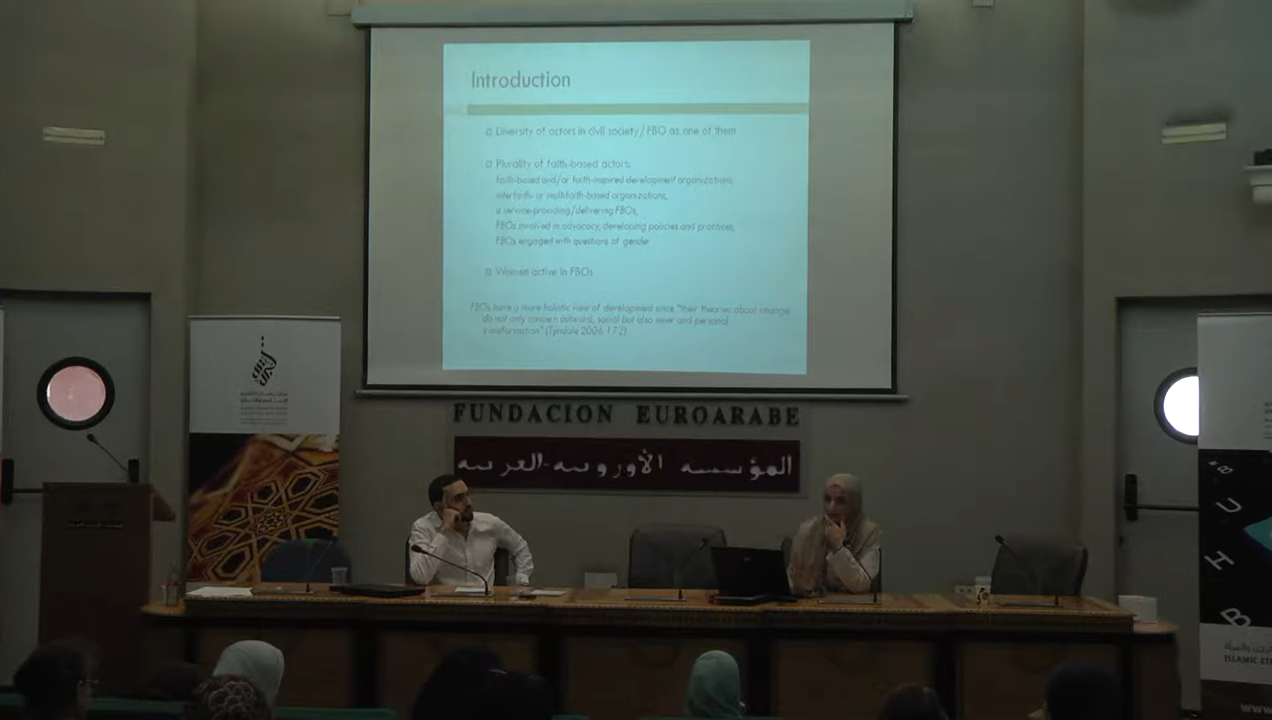 Introduction
Diversity of actors in civil society/ FBO as one of them
Plurality of faith-based actors:
faith-based and/or faith-inspired development organizations,
interfaith- or multifaith-based organizations,
a service-providing/delivering FBOs,
FBOs involved in advocacy, developing policies and practices,
FBOs engaged with questions of gender
Women active in FBOs
FBOs have a more holistic view of development since "their theories about change
do not only concern outward, social but also inner and personal
transformation" (Tyndale 2006:172)
FUNDACION EUROARABE
المؤسسة الأوروبية-العربية
ISLAMIC